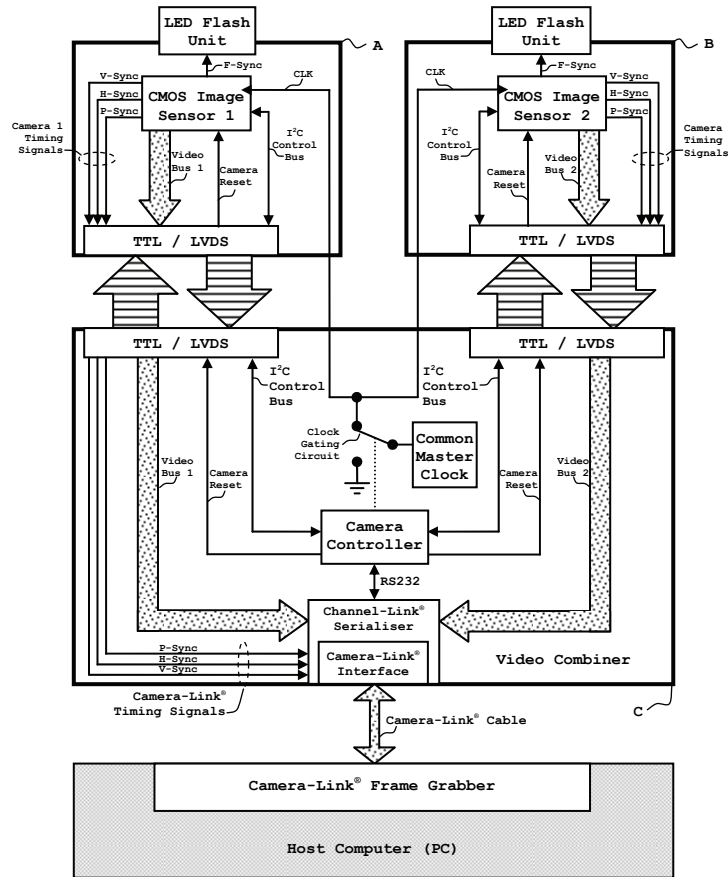 LED Flash
Unit
A
F-Sync
V-Sync
H-Sync
P-Sync
CMOS Image
Sensor 1
CLK
Camera 1
Timing
Signals
Video
Bus 1
Camera
Reset
I²C
Control
Bus
TTL / LVDS
LED Flash
Unit
B
F-Sync
V-Sync
H-Sync
P-Sync
CMOS Image
Sensor 2
CLK
Camera
Timing
Signals
I²C
Control
Bus
Camera
Reset
Video
Bus 2
TTL / LVDS
TTL / LVDS
TTL / LVDS
I²C
Control
Bus
I²C
Control
Bus
Clock
Gating
Circuit
Common
Master
Clock
Video
Bus 1
Camera
Reset
Camera
Reset
Video
Bus 2
Camera
Controller
RS232
Channel-Link®
Serialiser
Camera-Link®
Interface
P-Sync
H-Sync
V-Sync
Video Combiner
Camera-Link®
Timing Signals
C
Camera-Link® Cable
Camera-Link® Frame Grabber
Host Computer (PC)